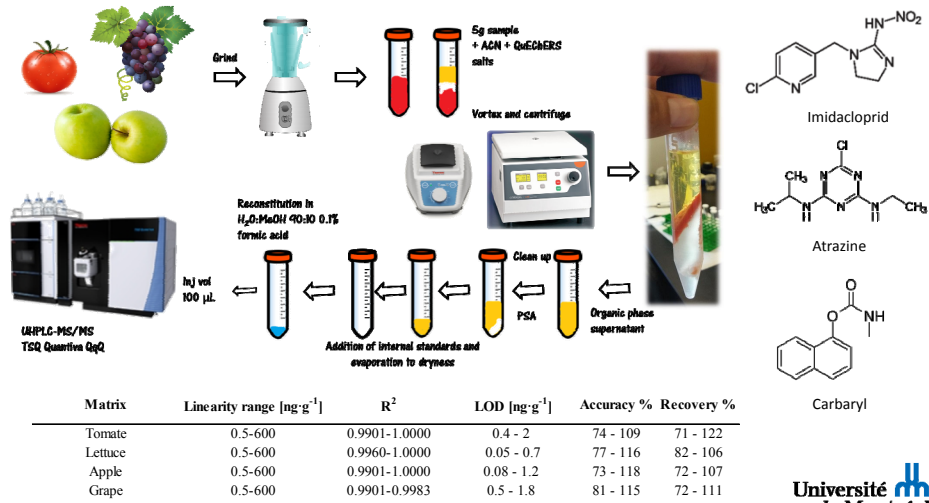 Grind
5g sample
+ ACN + QuEChERS
salts
Vortex and centrifuge
HN-NO2
N
N
N
Cl
N
Imidacloprid
Cl
CH3
N
N
H3C
N
H
N
N
H
CH3
Atrazine
O
O
NH
Carbaryl
Reconstitution in
H2O:MeOH 90:10 0.1%
formic acid
Inj vol
100 µL
Clean up
PSA
Organic phase
supernatant
Addition of internal standards and
evaporation to dryness
UHPLC-MS/MS
TSQ Quantiva QqQ
Matrix Linearity range [ng·g-1] R2 LOD [ng·g-1] Accuracy % Recovery %
Tomate 0.5-600 0.9901-1.0000 0.4 - 2 74 - 109 71 - 122
Lettuce 0.5-600 0.9960-1.0000 0.05 - 0.7 77 - 116 82 - 106
Apple 0.5-600 0.9901-1.0000 0.08 - 1.2 73 - 118 72 - 107
Grape 0.5-600 0.9901-0.9983 0.5 - 1.8 81 - 115 72 - 111
Université